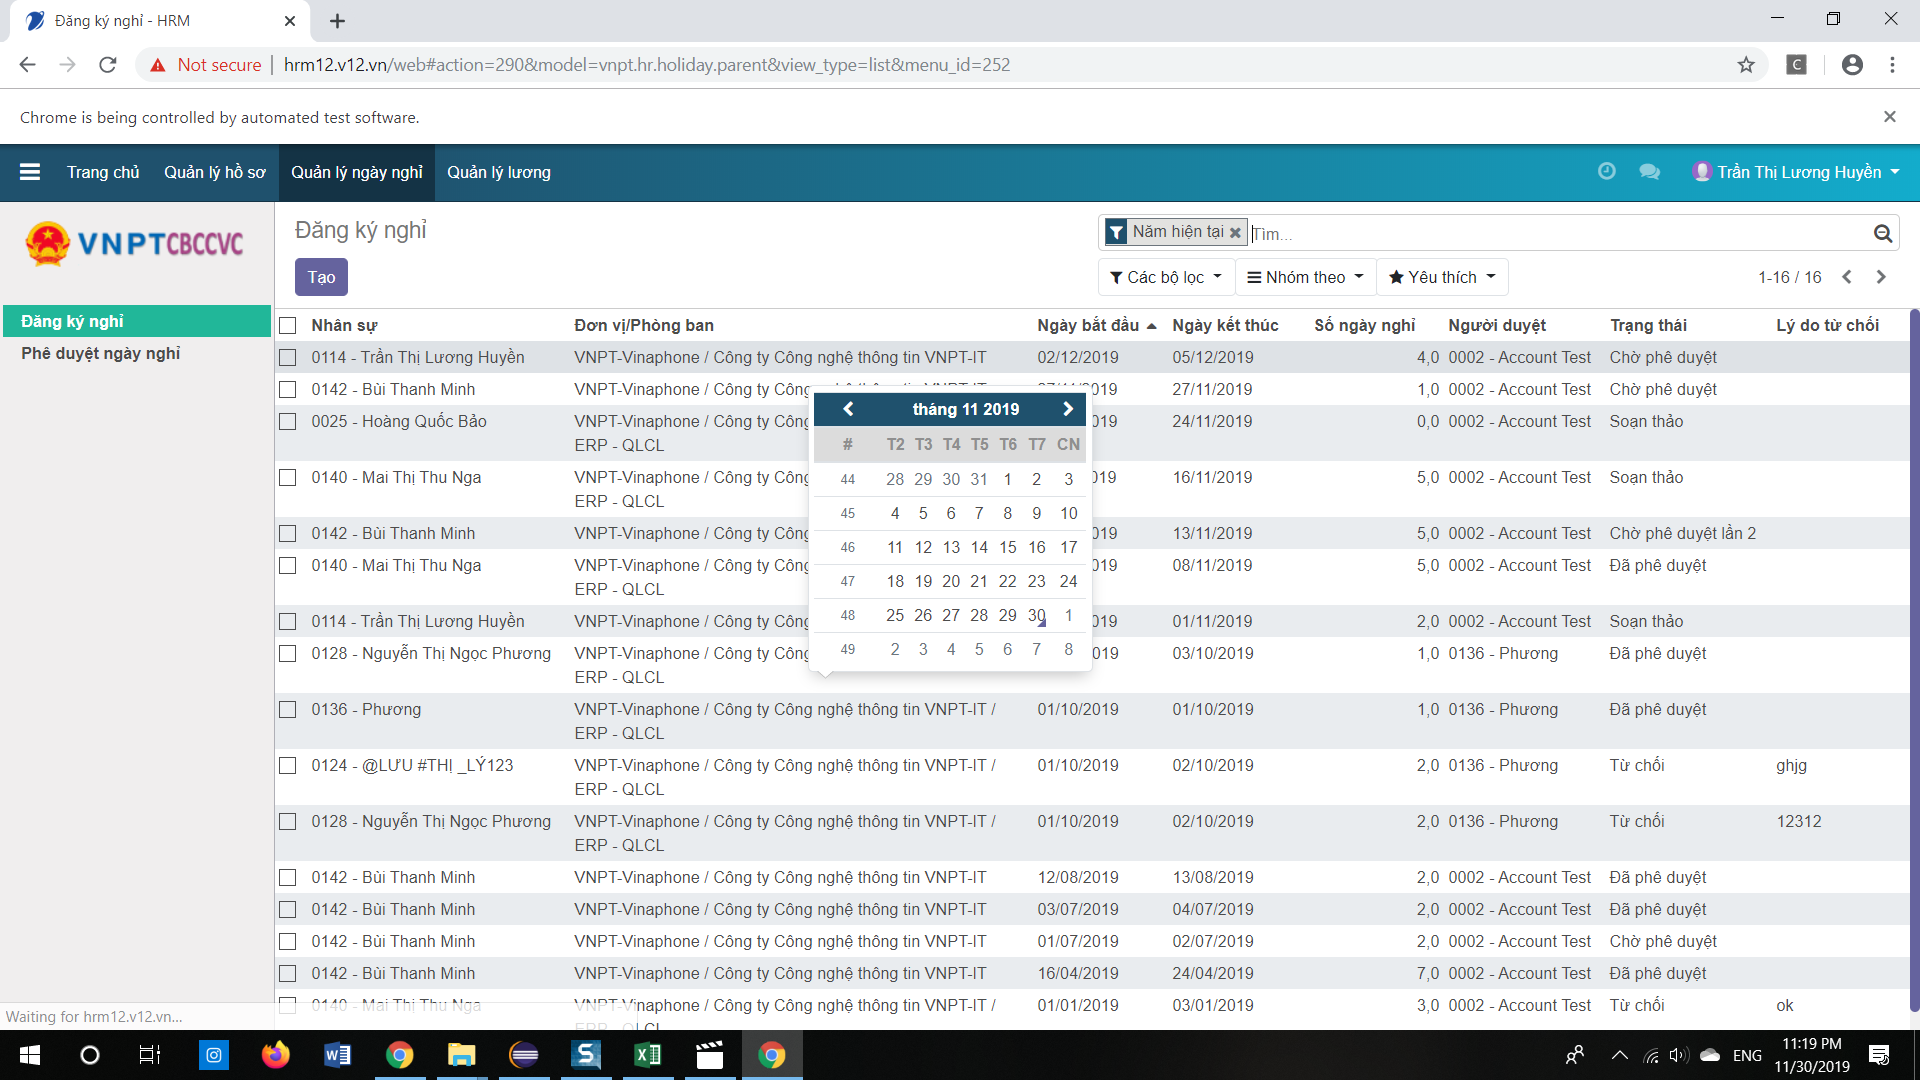 Đăng ký nghỉ - HRM
Not secure | hrm12.v12.vn/web#action=290&model=vnpt.hr.holiday.parent&view_type=list&menu_id=252
C
Chrome is being controlled by automated test software.
Trang chủ Quản lý hồ sơ Quản lý ngày nghỉ Quản lý lương Trần Thị Lương Huyền
VNPT CBCCVC
Đăng ký nghỉ
Phê duyệt ngày nghỉ
Đăng ký nghỉ
Năm hiện tại Tìm...
Tạo
Các bộ lọc Nhóm theo Yêu thích 1-16 / 16
Nhân sự Đơn vị/Phòng ban Ngày bắt đầu Ngày kết thúc Số ngày nghỉ Người duyệt Trạng thái Lý do từ chối
0114 - Trần Thị Lương Huyền VNPT-Vinaphone / Công ty Công nghệ thông tin VNPT-IT 02/12/2019 05/12/2019 4,0 0002 - Account Test Chờ phê duyệt
0142 - Bùi Thanh Minh VNPT-Vinaphone / Công ty Công nghệ thông tin VNPT-IT 27/11/2019 27/11/2019 1,0 0002 - Account Test Chờ phê duyệt
0025 - Hoàng Quốc Bảo VNPT-Vinaphone / Công ty 24/11/2019 0,0 0002 - Account Test Soạn thảo
ERP - QLCL
0140 - Mai Thị Thu Nga VNPT-Vinaphone / Công ty 16/11/2019 5,0 0002 - Account Test Soạn thảo
ERP - QLCL
0142 - Bùi Thanh Minh VNPT-Vinaphone / Công ty 13/11/2019 5,0 0002 - Account Test Chờ phê duyệt lần 2
0140 - Mai Thị Thu Nga VNPT-Vinaphone / Công ty 08/11/2019 5,0 0002 - Account Test Đã phê duyệt
ERP - QLCL
0114 - Trần Thị Lương Huyền VNPT-Vinaphone / Công ty 01/11/2019 2,0 0002 - Account Test Soạn thảo
0128 - Nguyễn Thị Ngọc Phương VNPT-Vinaphone / Công ty 03/10/2019 1,0 0136 - Phương Đã phê duyệt
ERP - QLCL
0136 - Phương VNPT-Vinaphone / Công ty Công nghệ thông tin VNPT-IT / 01/10/2019 01/10/2019 1,0 0136 - Phương Đã phê duyệt
ERP - QLCL
0124 - @LƯU #THỊ _LÝ123 VNPT-Vinaphone / Công ty Công nghệ thông tin VNPT-IT / 01/10/2019 02/10/2019 2,0 0136 - Phương Từ chối ghjg
ERP - QLCL
0128 - Nguyễn Thị Ngọc Phương VNPT-Vinaphone / Công ty Công nghệ thông tin VNPT-IT / 01/10/2019 02/10/2019 2,0 0136 - Phương Từ chối 12312
ERP - QLCL
0142 - Bùi Thanh Minh VNPT-Vinaphone / Công ty Công nghệ thông tin VNPT-IT 12/08/2019 13/08/2019 2,0 0002 - Account Test Đã phê duyệt
0142 - Bùi Thanh Minh VNPT-Vinaphone / Công ty Công nghệ thông tin VNPT-IT 03/07/2019 04/07/2019 2,0 0002 - Account Test Đã phê duyệt
0142 - Bùi Thanh Minh VNPT-Vinaphone / Công ty Công nghệ thông tin VNPT-IT 01/07/2019 02/07/2019 2,0 0002 - Account Test Chờ phê duyệt
0142 - Bùi Thanh Minh VNPT-Vinaphone / Công ty Công nghệ thông tin VNPT-IT 16/04/2019 24/04/2019 7,0 0002 - Account Test Đã phê duyệt
0140 - Mai Thị Thu Nga VNPT-Vinaphone / Công ty Công nghệ thông tin VNPT-IT / 01/01/2019 03/01/2019 3,0 0002 - Account Test Từ chối ok
ERP - QLCL
tháng 11 2019
# T2 T3 T4 T5 T6 T7 CN
44 28 29 30 31 1 2 3
45 4 5 6 7 8 9 10
46 11 12 13 14 15 16 17
47 18 19 20 21 22 23 24
48 25 26 27 28 29 30 1
49 2 3 4 5 6 7 8
Waiting for hrm12.v12.vn...
ENG
11:19 PM
11/30/2019